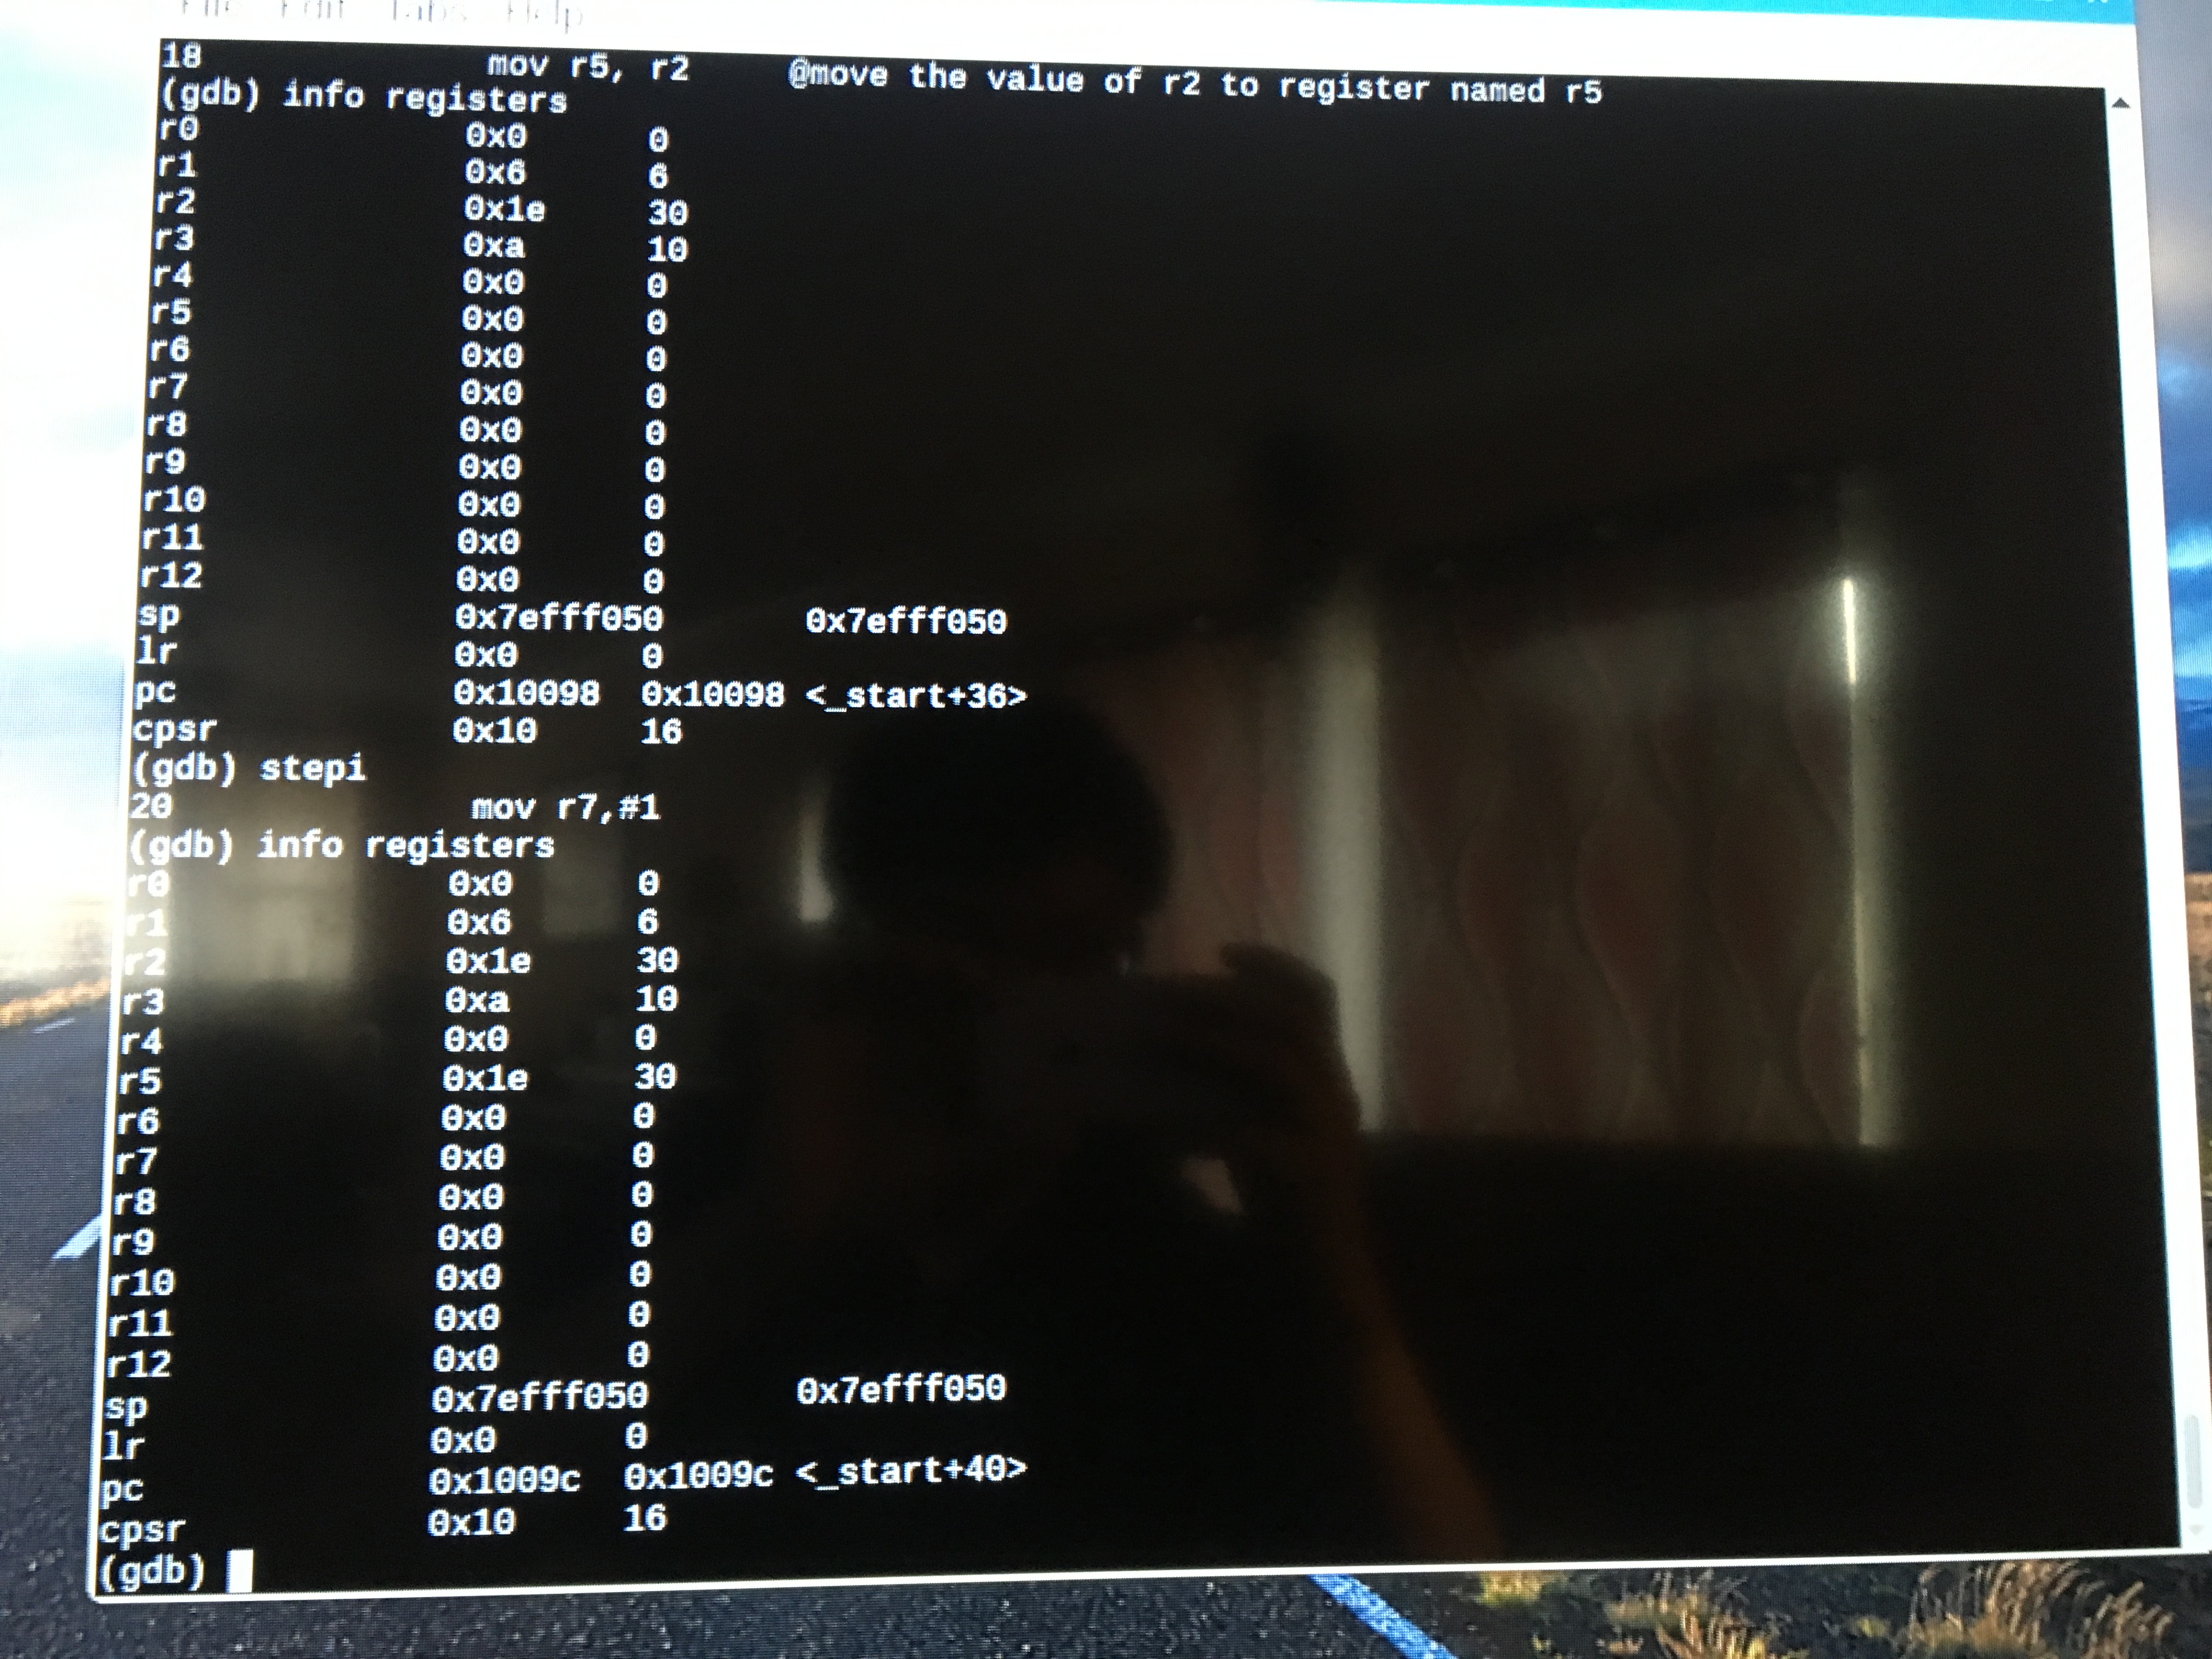 File Edit Tabs Help
18 mov r5, r2 @move the value of r2 to register named r5
(gdb) info registers
r0 0x0 0
r1 0x6 6
r2 0x1e 30
r3 0xa 10
r4 0x0 0
r5 0x0 0
r6 0x0 0
r7 0x0 0
r8 0x0 0
r9 0x0 0
r10 0x0 0
r11 0x0 0
r12 0x0 0
sp 0x7efff050 0x7efff050
lr 0x0 0
pc 0x10098 0x10098 <_start+36>
cpsr 0x10 16
(gdb) stepi
20 mov r7,#1
(gdb) info registers
r0 0x0 0
r1 0x6 6
r2 0x1e 30
r3 0xa 10
r4 0x0 0
r5 0x1e 30
r6 0x0 0
r7 0x0 0
r8 0x0 0
r9 0x0 0
r10 0x0 0
r11 0x0 0
r12 0x0 0
sp 0x7efff050 0x7efff050
lr 0x0 0
pc 0x1009c 0x1009c <_start+40>
cpsr 0x10 16
(gdb)